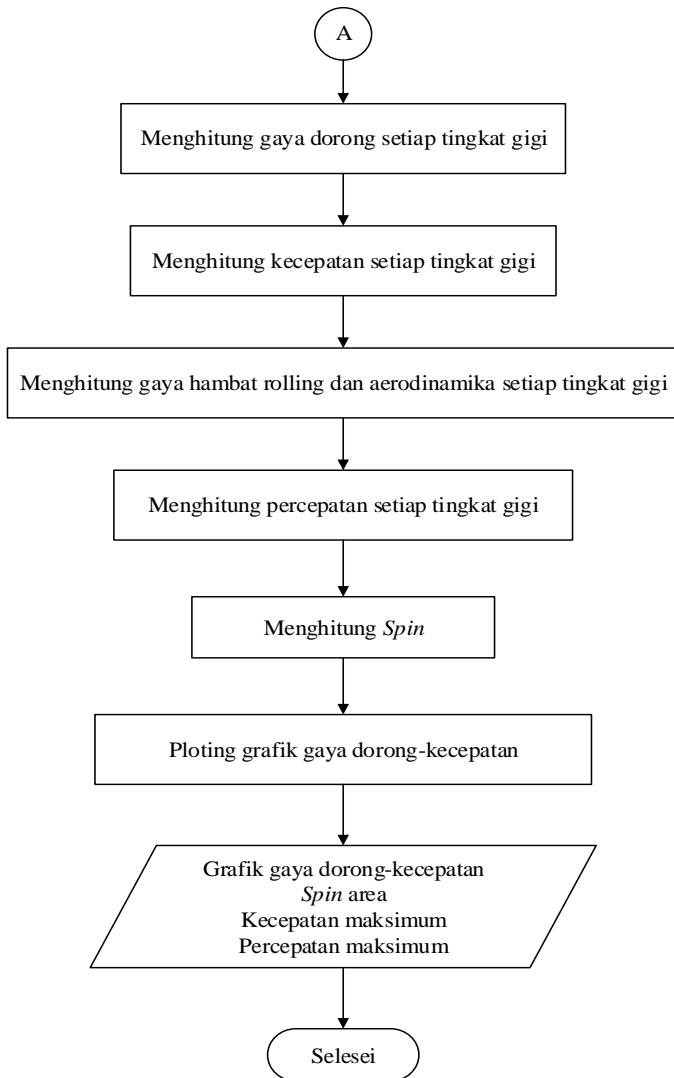 A
Menghitung gaya dorong setiap tingkat gigi
Menghitung kecepatan setiap tingkat gigi
Menghitung gaya hambat rolling dan aerodinamika setiap tingkat gigi
Menghitung percepatan setiap tingkat gigi
Menghitung Spin
Ploting grafik gaya dorong-kecepatan
Grafik gaya dorong-kecepatan
Spin area
Kecepatan maksimum
Percepatan maksimum
Selesei